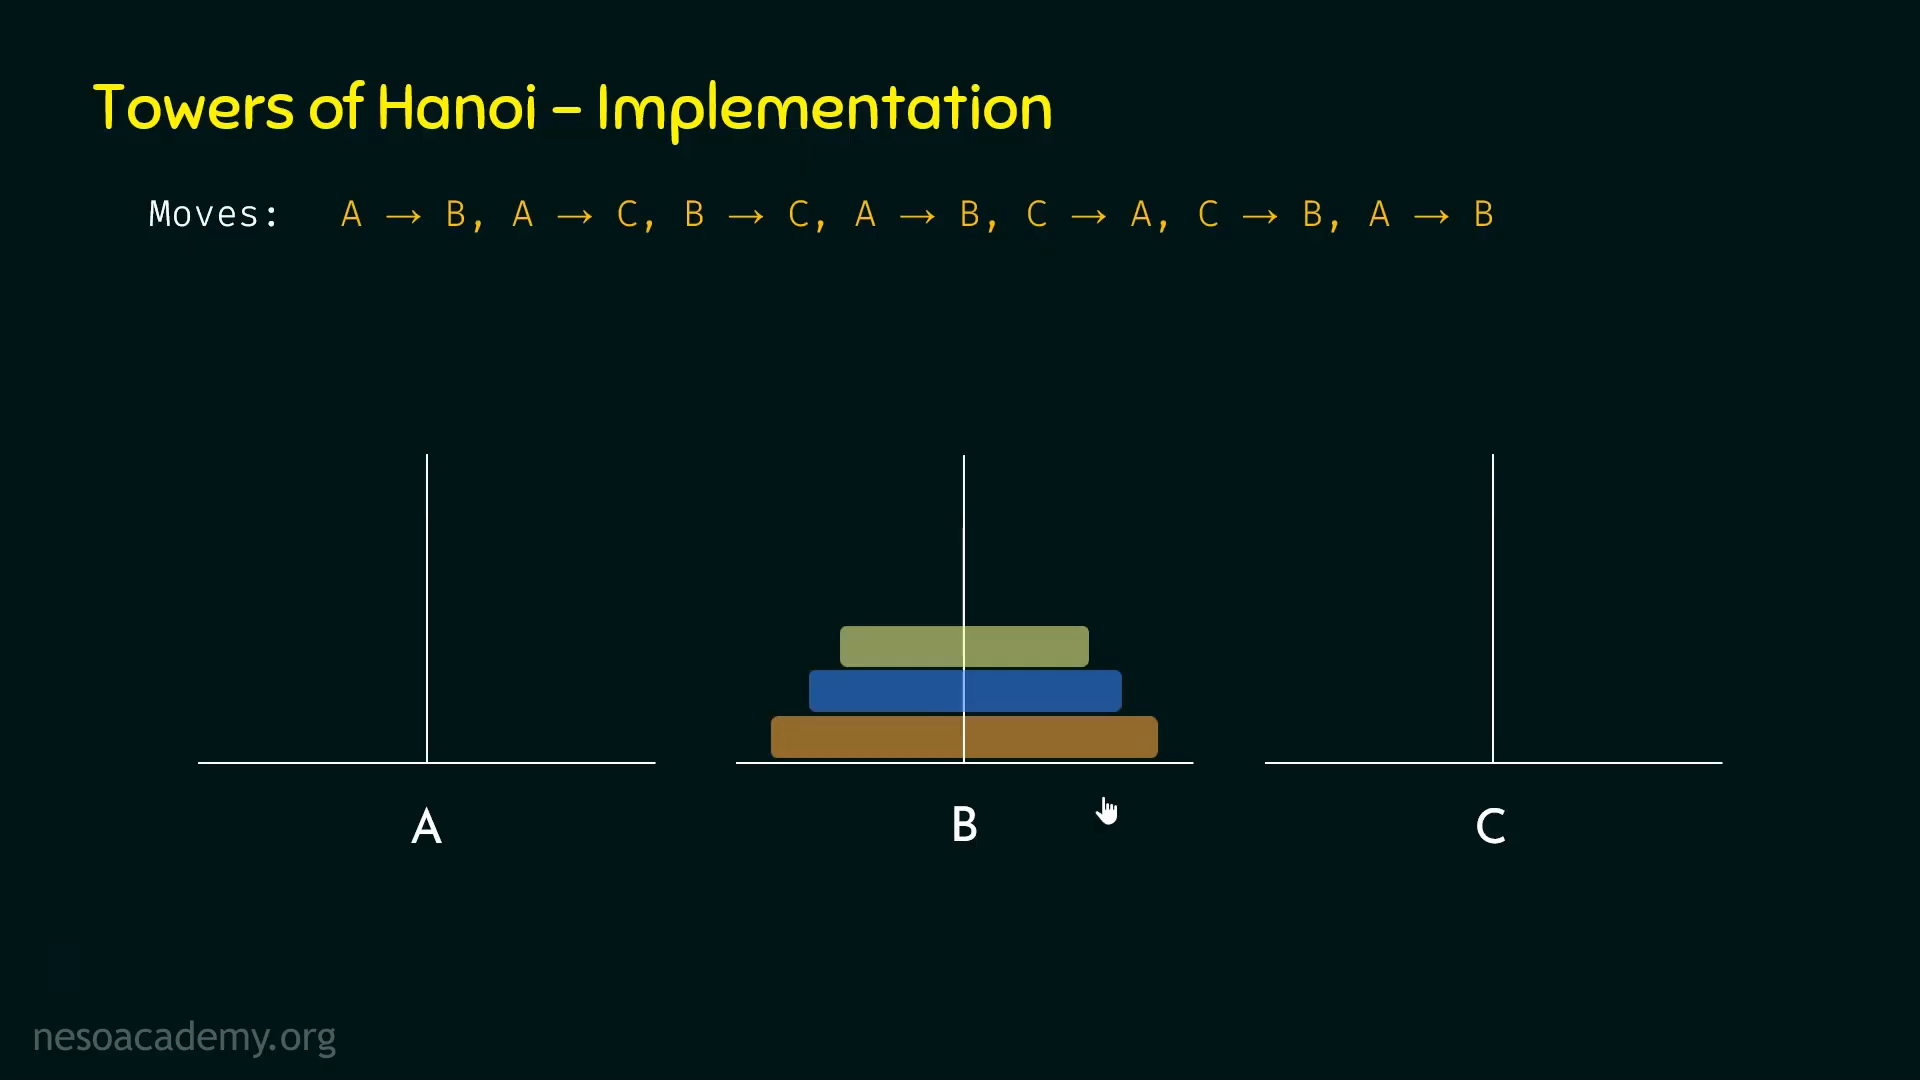 Towers of Hanoi – Implementation
Moves: A → B, A → C, B → C, A → B, C → A, C → B, A → B
A B C
nesoacademy.org